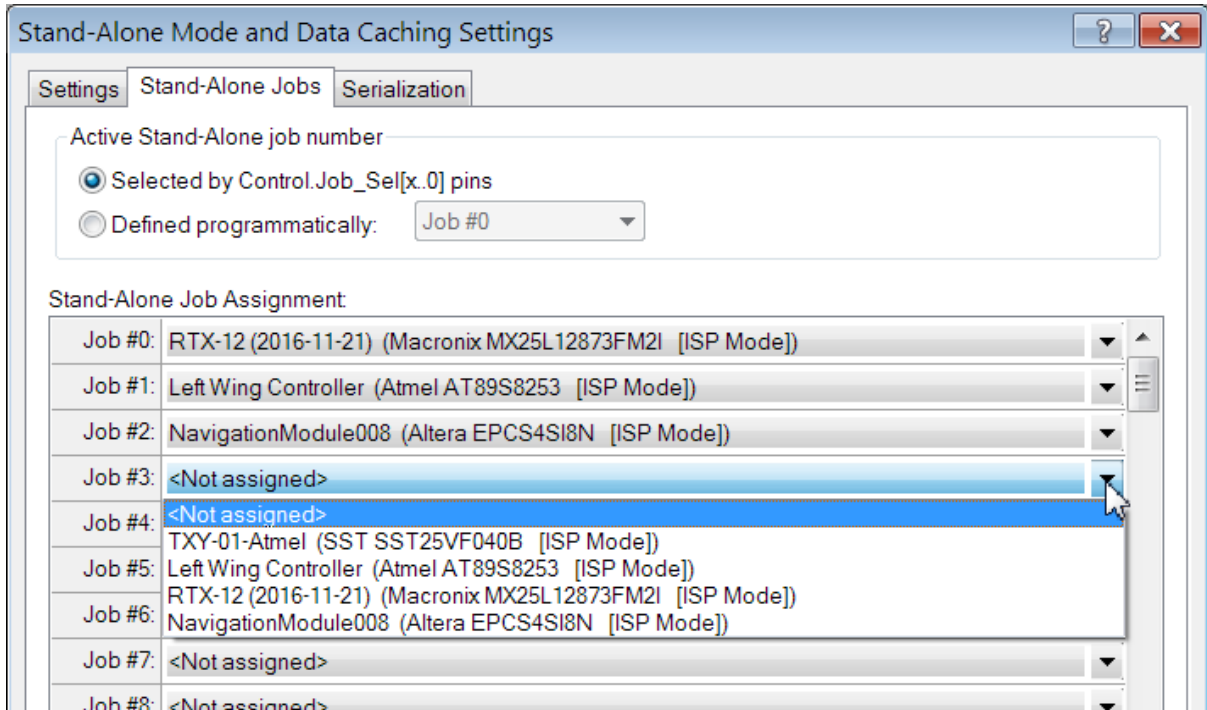 Stand-Alone Mode and Data Caching Settings
?
Settings Stand-Alone Jobs Serialization
Active Stand-Alone job number
Selected by Control.Job_Sel[x..0] pins
Defined programmatically: Job #0
Stand-Alone Job Assignment:
Job #0: RTX-12 (2016-11-21) (Macronix MX25L12873FM2I [ISP Mode])
Job #1: Left Wing Controller (Atmel AT89S8253 [ISP Mode])
Job #2: NavigationModule008 (Altera EPCS4SI8N [ISP Mode])
Job #3: <Not assigned>
Job #4: <Not assigned>
TXY-01-Atmel (SST SST25VF040B [ISP Mode])
Job #5: Left Wing Controller (Atmel AT89S8253 [ISP Mode])
RTX-12 (2016-11-21) (Macronix MX25L12873FM2I [ISP Mode])
Job #6: NavigationModule008 (Altera EPCS4SI8N [ISP Mode])
Job #7: <Not assigned>
Job #8: <Not assigned>